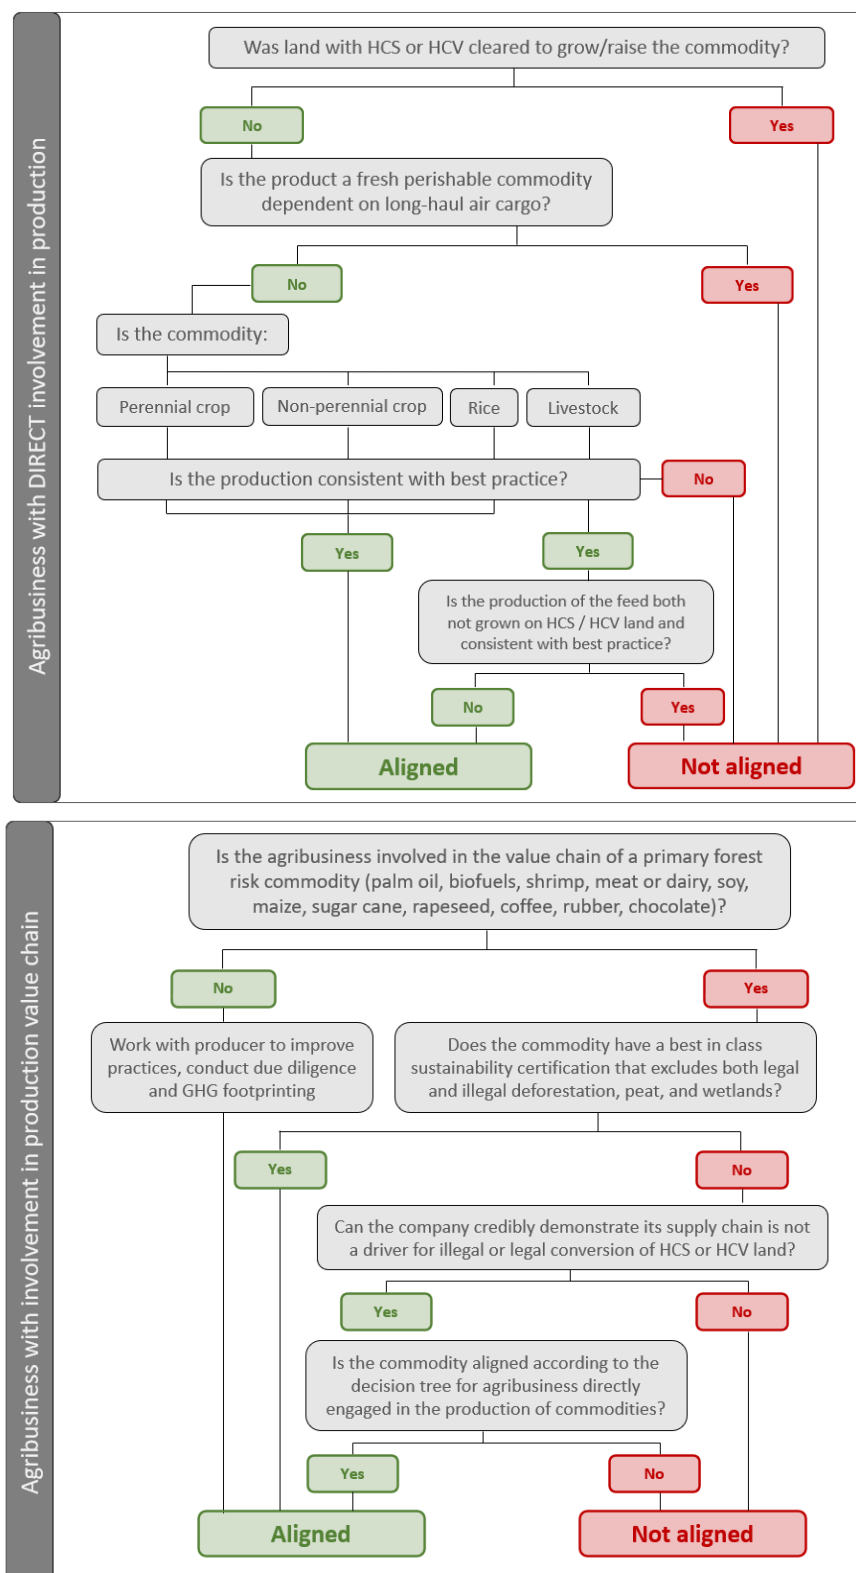 Agribusiness with DIRECT involvement in production
Was land with HCS or HCV cleared to grow/raise the commodity?
No
Yes
Is the product a fresh perishable commodity
dependent on long-haul air cargo?
No
Yes
Is the commodity:
Perennial crop
Non-perennial crop
Rice
Livestock
Is the production consistent with best practice?
No
Yes
Yes
Is the production of the feed both
not grown on HCS / HCV land and
consistent with best practice?
No
Yes
Aligned
Not aligned
Agribusiness with involvement in production value chain
Is the agribusiness involved in the value chain of a primary forest
risk commodity (palm oil, biofuels, shrimp, meat or dairy, soy,
maize, sugar cane, rapeseed, coffee, rubber, chocolate)?
No
Yes
Work with producer to improve
practices, conduct due diligence
and GHG footprinting
Does the commodity have a best in class
sustainability certification that excludes both legal
and illegal deforestation, peat, and wetlands?
Yes
No
Can the company credibly demonstrate its supply chain is not
a driver for illegal or legal conversion of HCS or HCV land?
Yes
No
Is the commodity aligned according to the
decision tree for agribusiness directly
engaged in the production of commodities?
Yes
No
Aligned
Not aligned